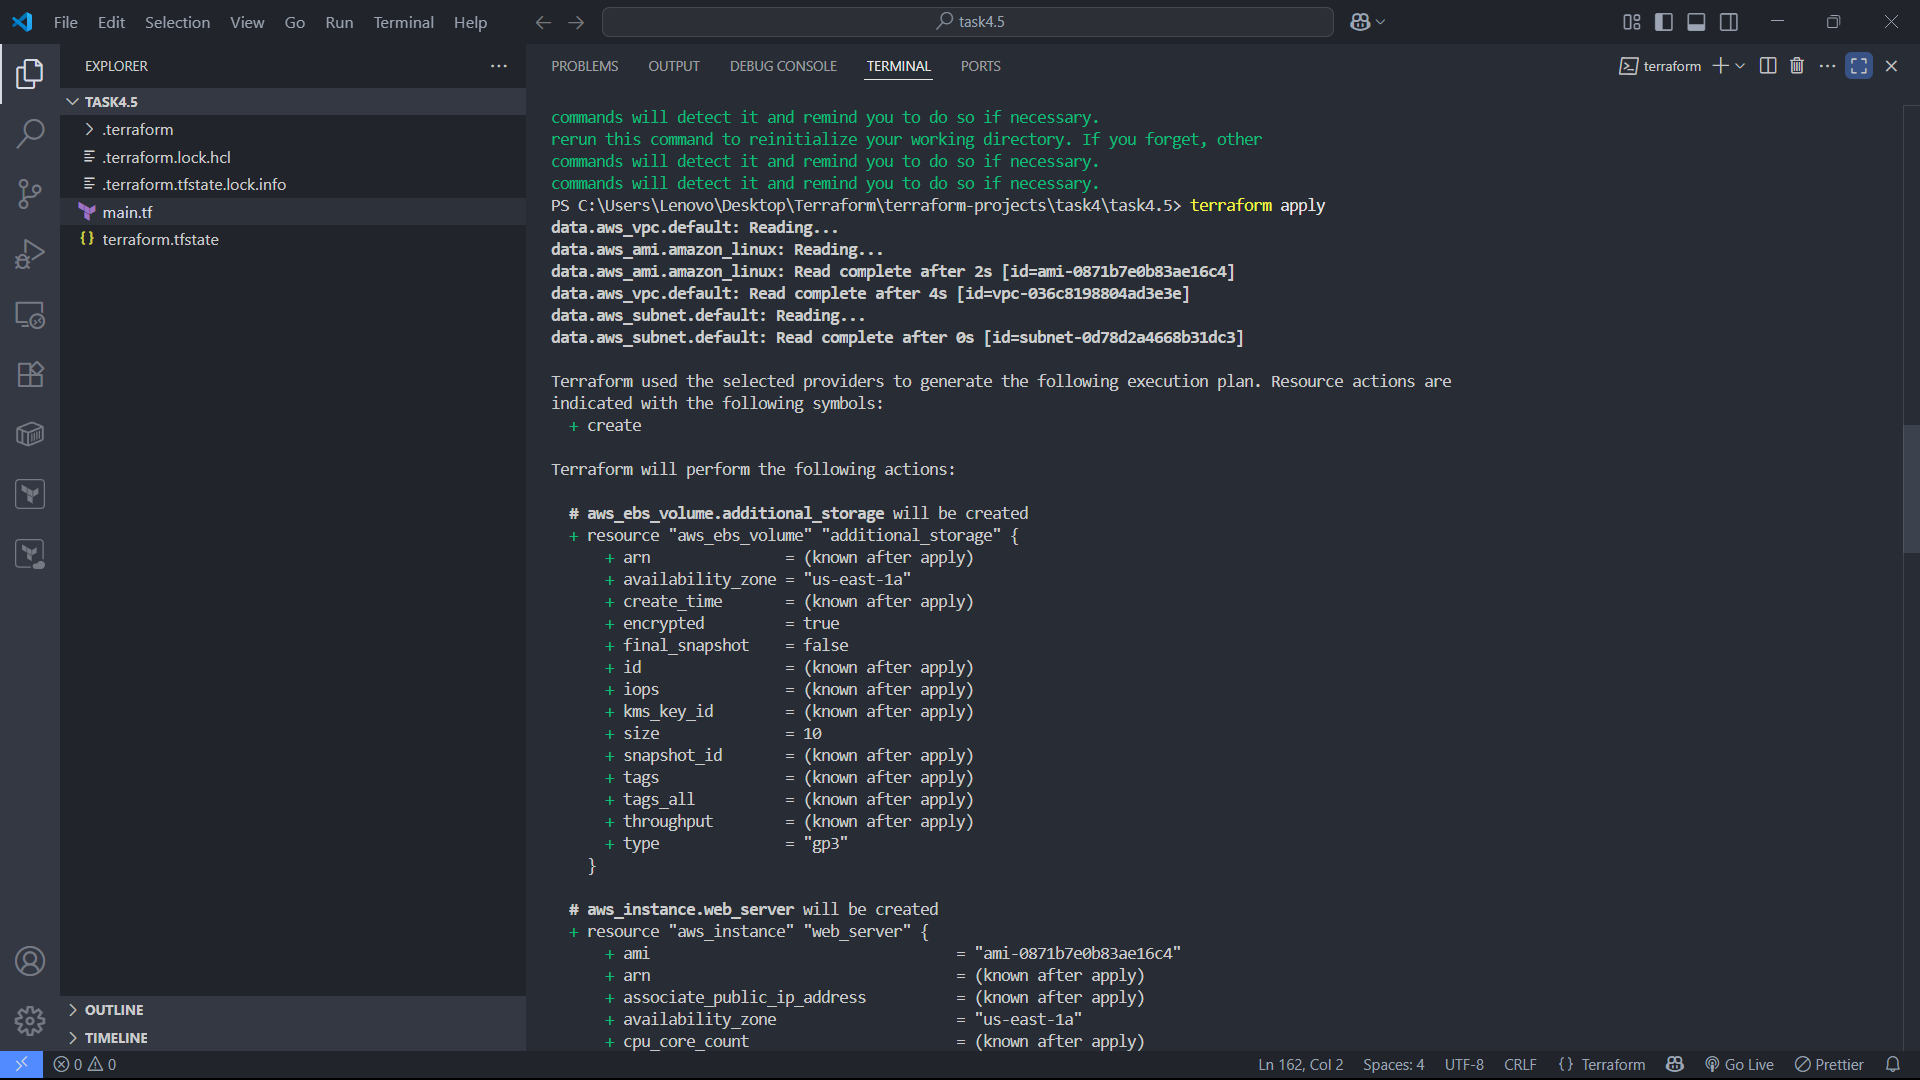 File Edit Selection View Go Run Terminal Help
task4.5
EXPLORER
TASK4.5
.terraform
.terraform.lock.hcl
.terraform.tfstate.lock.info
main.tf
terraform.tfstate
OUTLINE
TIMELINE
PROBLEMS OUTPUT DEBUG CONSOLE TERMINAL PORTS
terraform
commands will detect it and remind you to do so if necessary.
rerun this command to reinitialize your working directory. If you forget, other
commands will detect it and remind you to do so if necessary.
commands will detect it and remind you to do so if necessary.
PS C:\Users\Lenovo\Desktop\Terraform\terraform-projects\task4\task4.5> terraform apply
data.aws_vpc.default: Reading...
data.aws_ami.amazon_linux: Reading...
data.aws_ami.amazon_linux: Read complete after 2s [id=ami-0871b7e0b83ae16c4]
data.aws_vpc.default: Read complete after 4s [id=vpc-036c8198804ad3e3e]
data.aws_subnet.default: Reading...
data.aws_subnet.default: Read complete after 0s [id=subnet-0d78d2a4668b31dc3]
Terraform used the selected providers to generate the following execution plan. Resource actions are
indicated with the following symbols:
+ create
Terraform will perform the following actions:
# aws_ebs_volume.additional_storage will be created
+ resource "aws_ebs_volume" "additional_storage" {
+ arn = (known after apply)
+ availability_zone = "us-east-1a"
+ create_time = (known after apply)
+ encrypted = true
+ final_snapshot = false
+ id = (known after apply)
+ iops = (known after apply)
+ kms_key_id = (known after apply)
+ size = 10
+ snapshot_id = (known after apply)
+ tags = (known after apply)
+ tags_all = (known after apply)
+ throughput = (known after apply)
+ type = "gp3"
}
# aws_instance.web_server will be created
+ resource "aws_instance" "web_server" {
+ ami = "ami-0871b7e0b83ae16c4"
+ arn = (known after apply)
+ associate_public_ip_address = (known after apply)
+ availability_zone = "us-east-1a"
+ cpu_core_count = (known after apply)
0 0 Ln 162, Col 2 Spaces: 4 UTF-8 CRLF {} Terraform Go Live Prettier